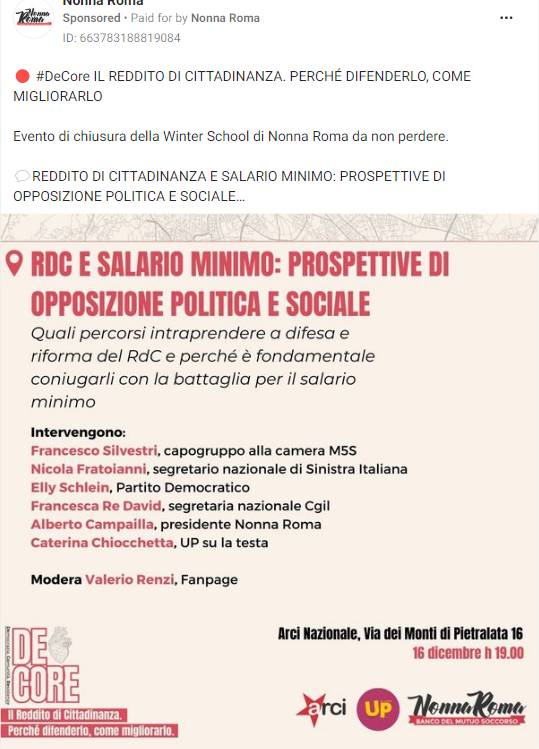 Nonna Roma
Sponsored • Paid for by Nonna Roma
ID: 663783188819084
#DeCore IL REDDITO DI CITTADINANZA. PERCHÉ DIFENDERLO, COME
MIGLIORARLO
Evento di chiusura della Winter School di Nonna Roma da non perdere.
REDDITO DI CITTADINANZA E SALARIO MINIMO: PROSPETTIVE DI
OPPOSIZIONE POLITICA E SOCIALE…
RDC E SALARIO MINIMO: PROSPETTIVE DI
OPPOSIZIONE POLITICA E SOCIALE
Quali percorsi intraprendere a difesa e
riforma del RdC e perché è fondamentale
coniugarli con la battaglia per il salario
minimo
Intervengono:
Francesco Silvestri, capogruppo alla camera M5S
Nicola Fratoianni, segretario nazionale di Sinistra Italiana
Elly Schlein, Partito Democratico
Francesca Re David, segretaria nazionale Cgil
Alberto Campailla, presidente Nonna Roma
Caterina Chiocchetta, UP su la testa
Modera Valerio Renzi, Fanpage
Arci Nazionale, Via dei Monti di Pietralata 16
16 dicembre h 19.00
DE
CORE
Il Reddito di Cittadinanza.
Perché difenderlo, come migliorarlo.
arci
UP
Nonna Roma
BANCO DEL MUTUO SOCCORSO